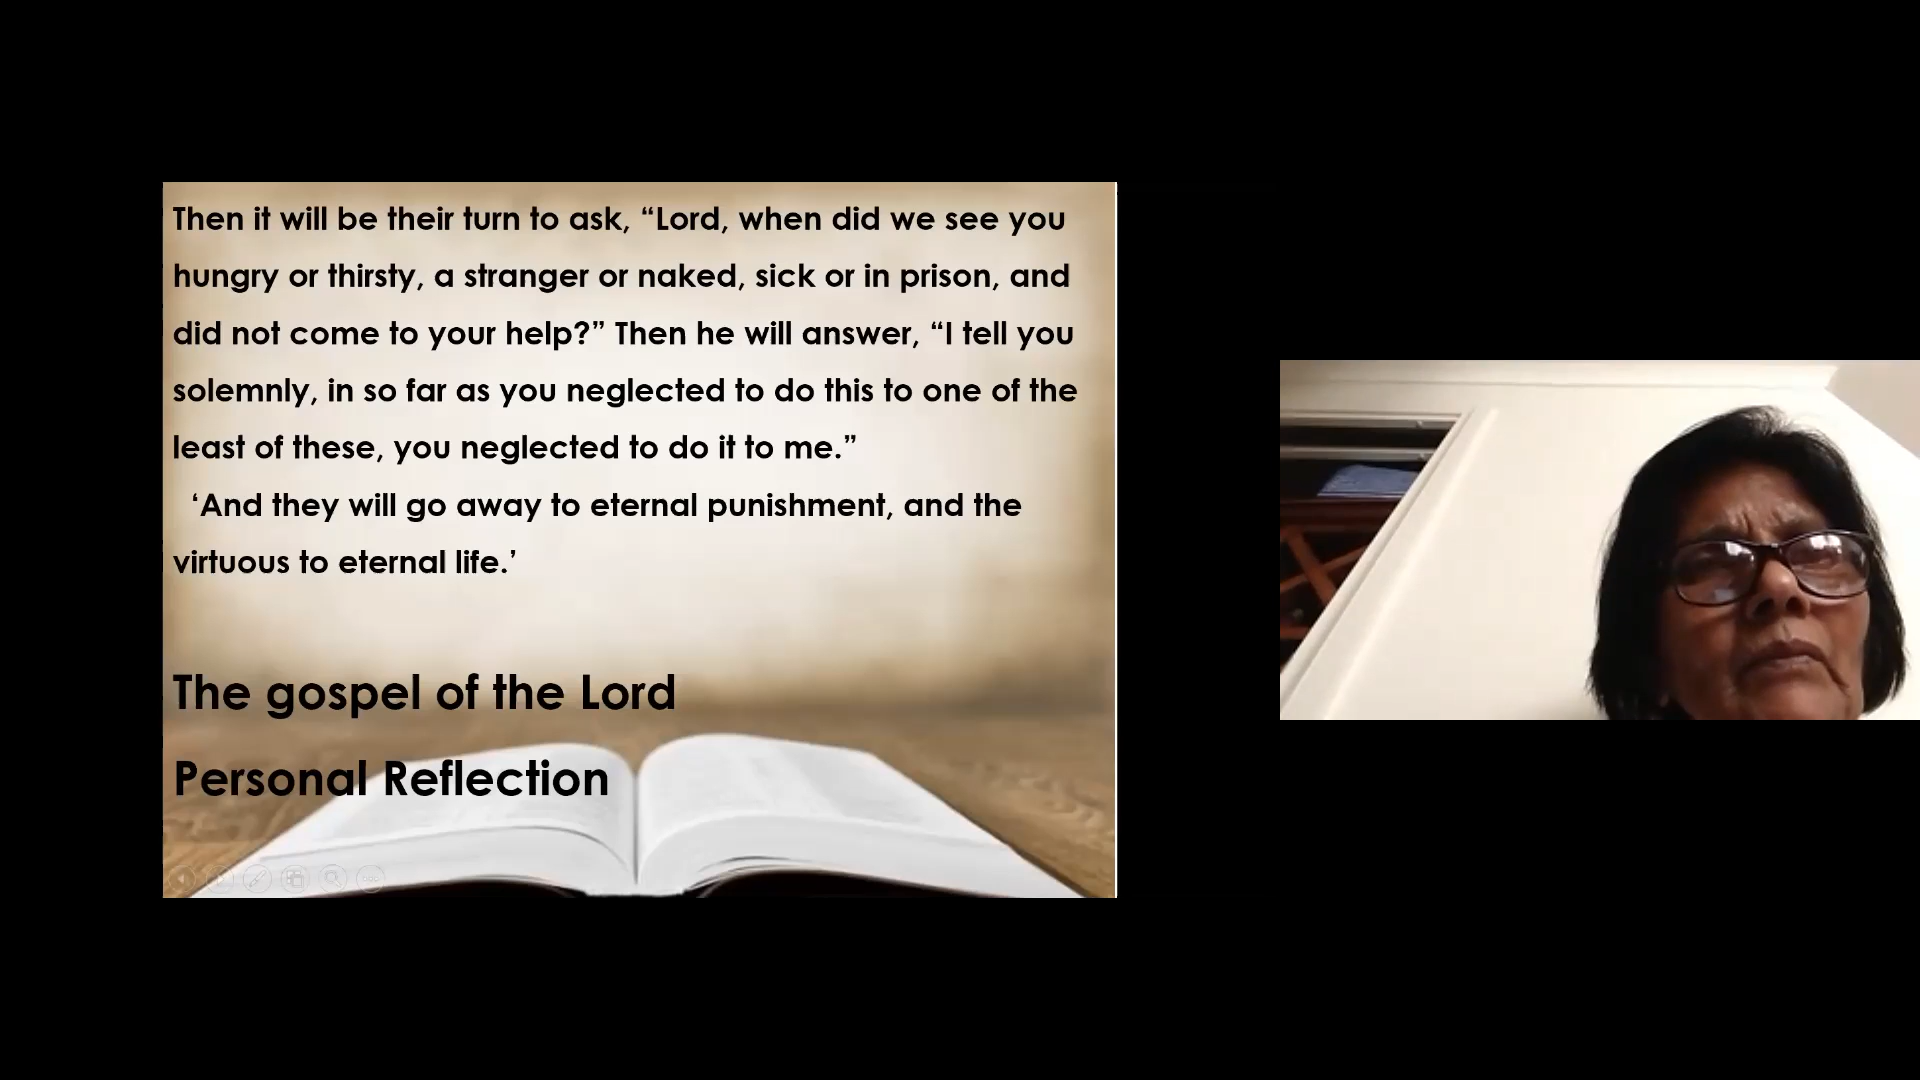 Then it will be their turn to ask, “Lord, when did we see you
hungry or thirsty, a stranger or naked, sick or in prison, and
did not come to your help?” Then he will answer, “I tell you
solemnly, in so far as you neglected to do this to one of the
least of these, you neglected to do it to me.”
‘And they will go away to eternal punishment, and the
virtuous to eternal life.’
The gospel of the Lord
Personal Reflection